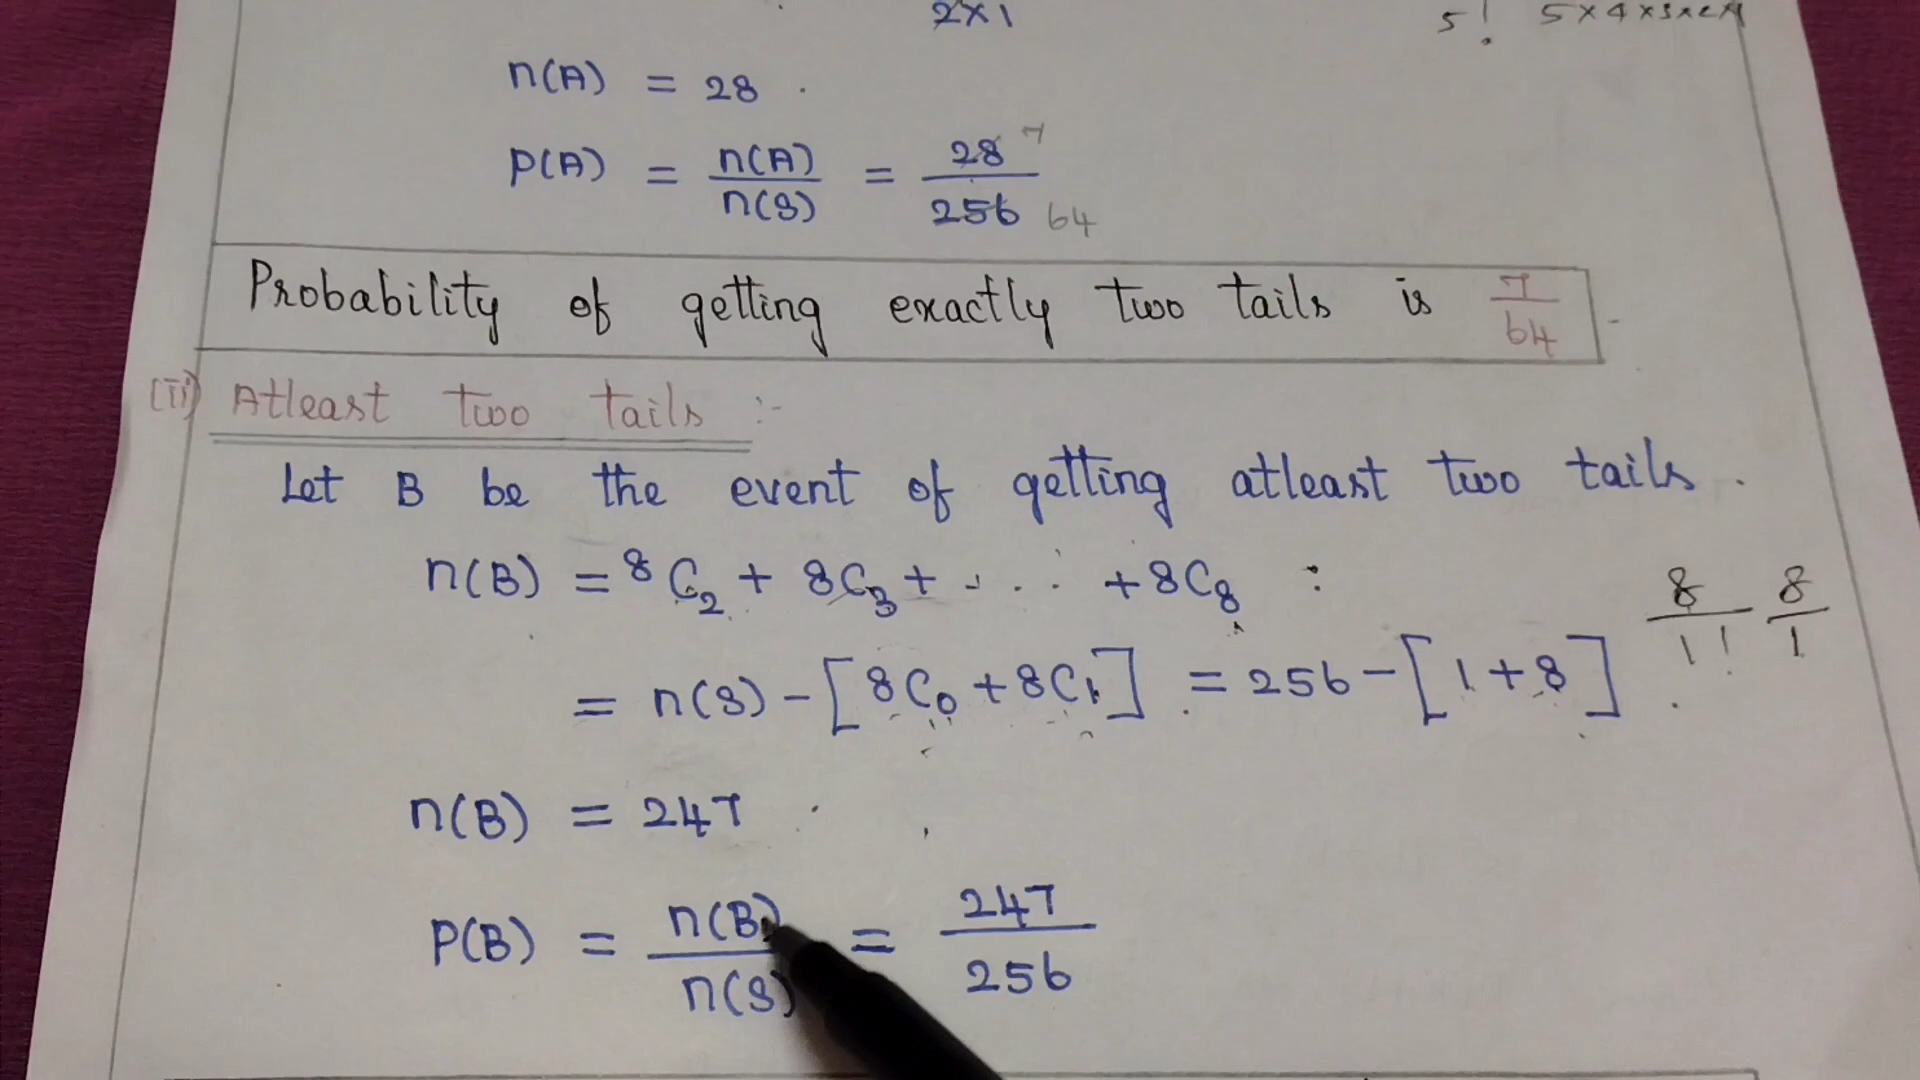 2×1
5! 5×4×3×2×1
n(A) = 28
P(A) = n(A)/n(S) = 28/256 7 64
Probability of getting exactly two tails is 7/64
(ii) Atleast two tails :-
Let B be the event of getting atleast two tails.
n(B) = 8C₂ + 8C₃ + .... + 8C₈
8/1! 8/1
= n(S) - [8C₀ + 8C₁] = 256 - [1+8]
n(B) = 247
P(B) = n(B)/n(S) = 247/256